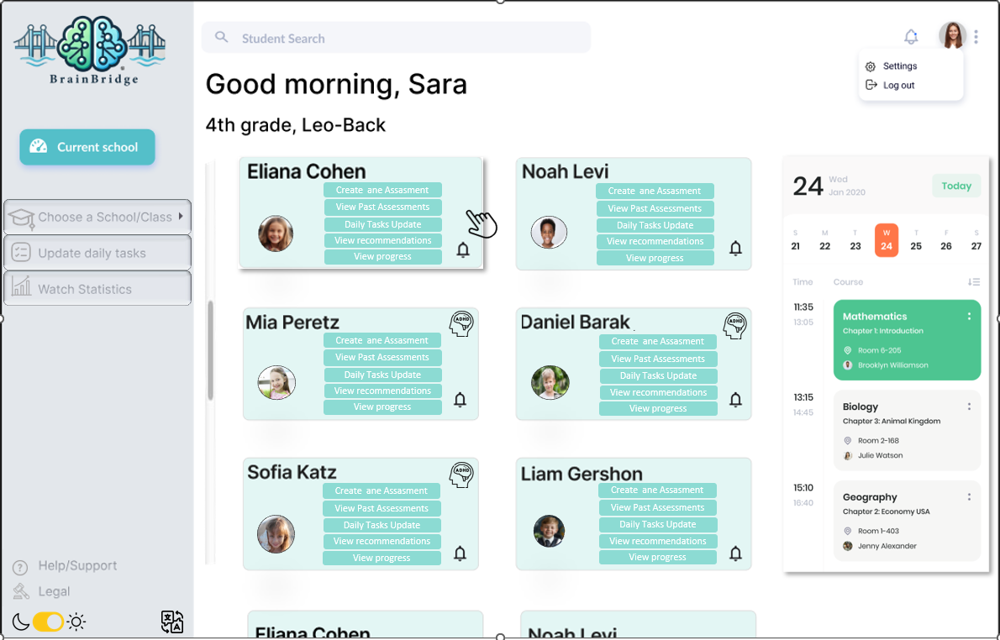 BrainBridge
Current school
Choose School/Class
Update daily tasks
Watch Statistics
Help/Support
Legal
Student Search
Settings
Log out
Good morning, Sara
4th grade, Leo-Back
Eliana Cohen
Create ane Assasment
View Past Assessments
Daily Tasks Update
View recommendations
View progress
Noah Levi
Create ane Assasment
View Past Assessments
Daily Tasks Update
View recommendations
View progress
Mia Peretz
ADHD
Create ane Assasment
View Past Assessments
Daily Tasks Update
View recommendations
View progress
Daniel Barak
ADHD
Create ane Assasment
View Past Assessments
Daily Tasks Update
View recommendations
View progress
Sofia Katz
ADHD
Create ane Assasment
View Past Assessments
Daily Tasks Update
View recommendations
View progress
Liam Gershon
Create ane Assasment
View Past Assessments
Daily Tasks Update
View recommendations
View progress
Eliana Cohen
Noah Levi
24 Wed
Jan 2020
Today
S M T W T F S
21 22 23 24 25 26 27
Time Course
11:35
13:05
Mathematics
Chapter 1: Introduction
Room 6-205
Brooklyn Williamson
13:15
14:45
Biology
Chapter 3: Animal Kingdom
Room 2-168
Julie Watson
15:10
16:40
Geography
Chapter 2: Economy USA
Room 1-403
Jenny Alexander